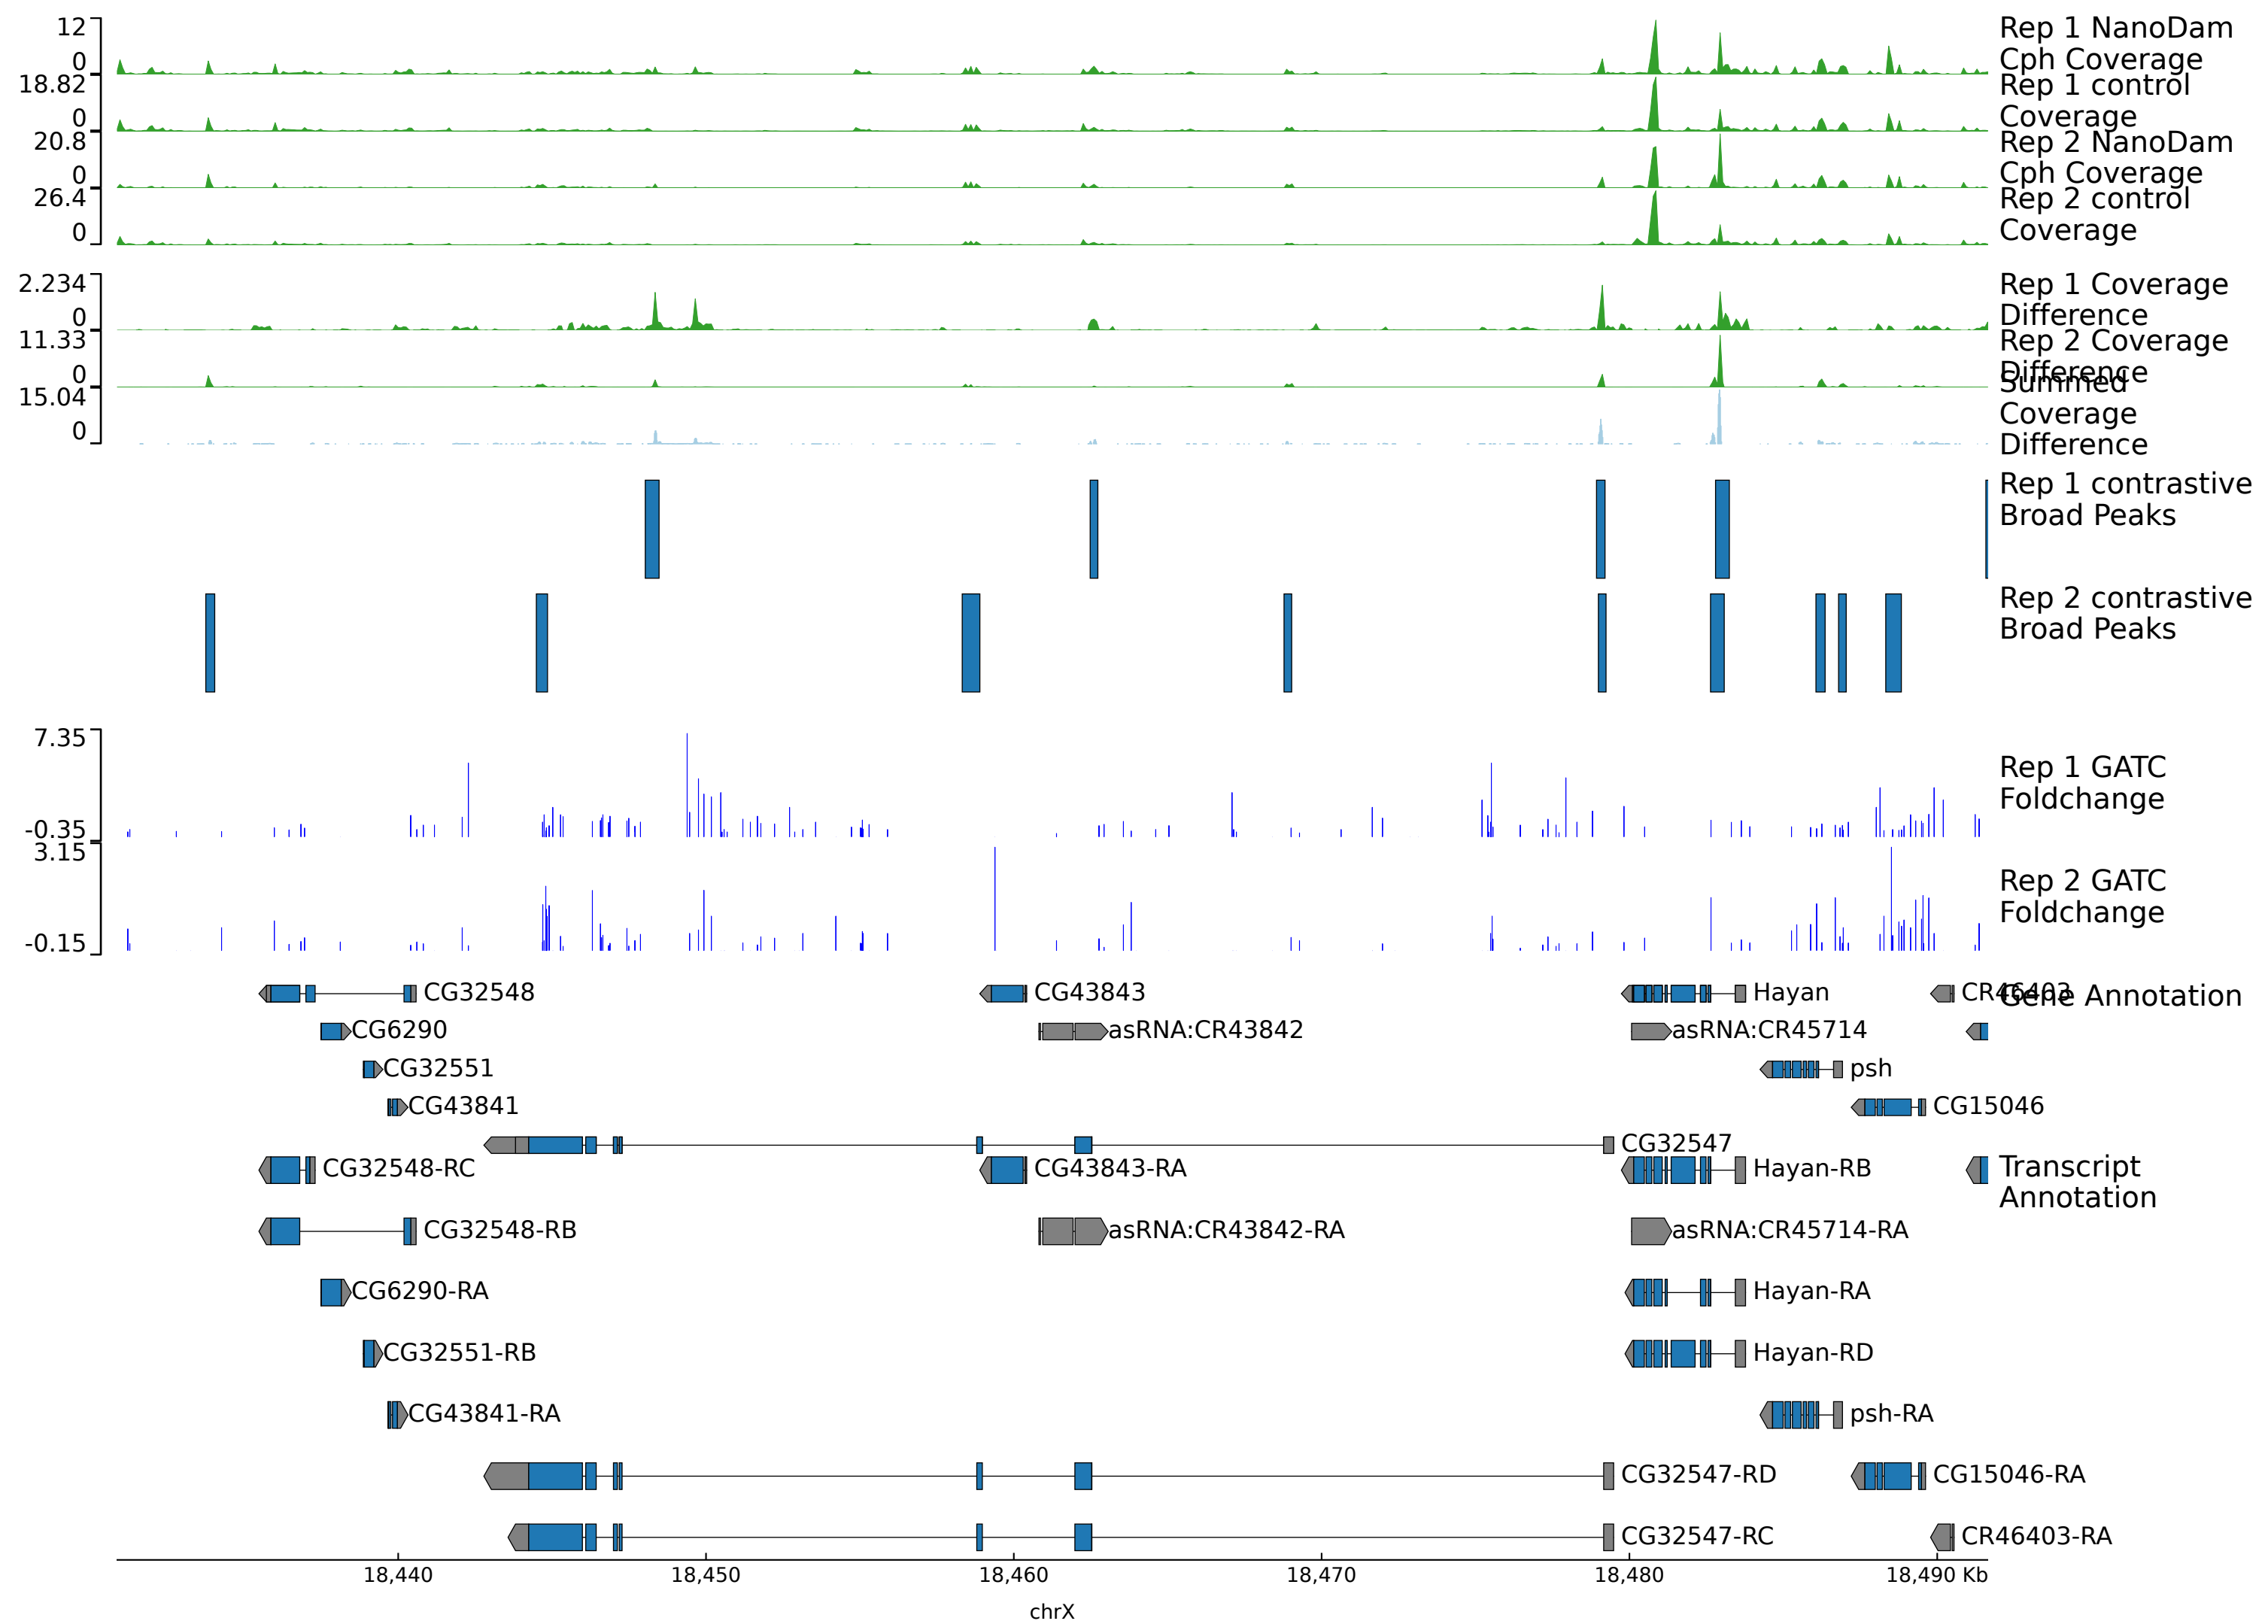 12
0
Rep 1 NanoDam
Cph Coverage
18.82
0
Rep 1 control
Coverage
20.8
0
Rep 2 NanoDam
Cph Coverage
26.4
0
Rep 2 control
Coverage
2.234
0
Rep 1 Coverage
Difference
11.33
0
Rep 2 Coverage
Difference
15.04
0
Summed
Coverage
Difference
Rep 1 contrastive
Broad Peaks
Rep 2 contrastive
Broad Peaks
7.35
-0.35
Rep 1 GATC
Foldchange
3.15
-0.15
Rep 2 GATC
Foldchange
CG32548 CG43843 Hayan CR46403 Gene Annotation
CG6290 asRNA:CR43842 asRNA:CR45714
CG32551 psh
CG43841 CG15046
CG32547
CG32548-RC CG43843-RA Hayan-RB
Transcript
Annotation
CG32548-RB asRNA:CR43842-RA asRNA:CR45714-RA
CG6290-RA Hayan-RA
CG32551-RB Hayan-RD
CG43841-RA psh-RA
CG32547-RD CG15046-RA
CG32547-RC CR46403-RA
18,440 18,450 18,460 18,470 18,480 18,490 Kb
chrX